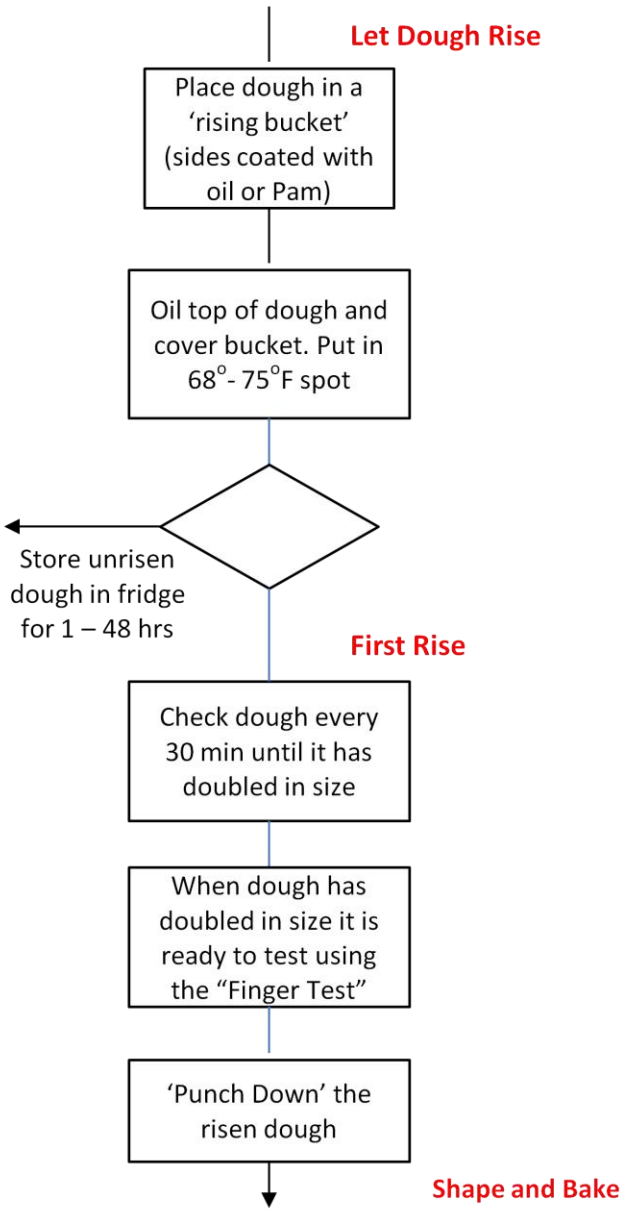 Let Dough Rise
Place dough in a
‘rising bucket’
(sides coated with
oil or Pam)
Oil top of dough and
cover bucket. Put in
68°- 75°F spot
Store unrisen
dough in fridge
for 1 – 48 hrs
First Rise
Check dough every
30 min until it has
doubled in size
When dough has
doubled in size it is
ready to test using
the “Finger Test”
‘Punch Down’ the
risen dough
Shape and Bake